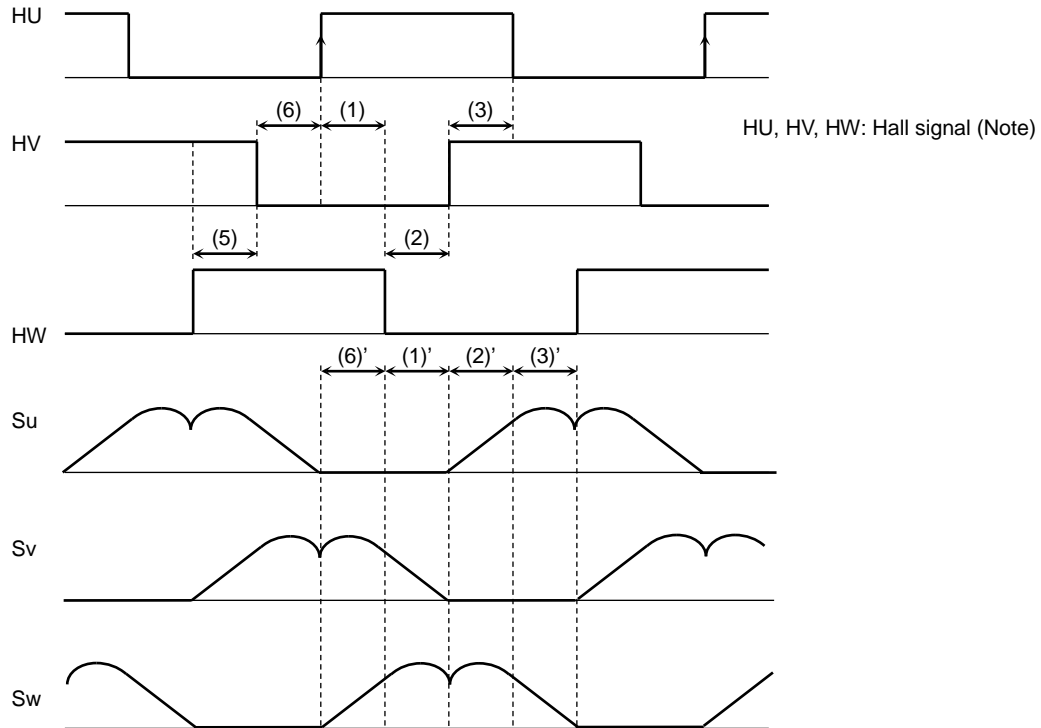 HU
(6) (1) (3)
HU, HV, HW: Hall signal (Note)
HV
(5) (2)
HW
(6)’ (1)’ (2)’ (3)’
Su
Sv
Sw